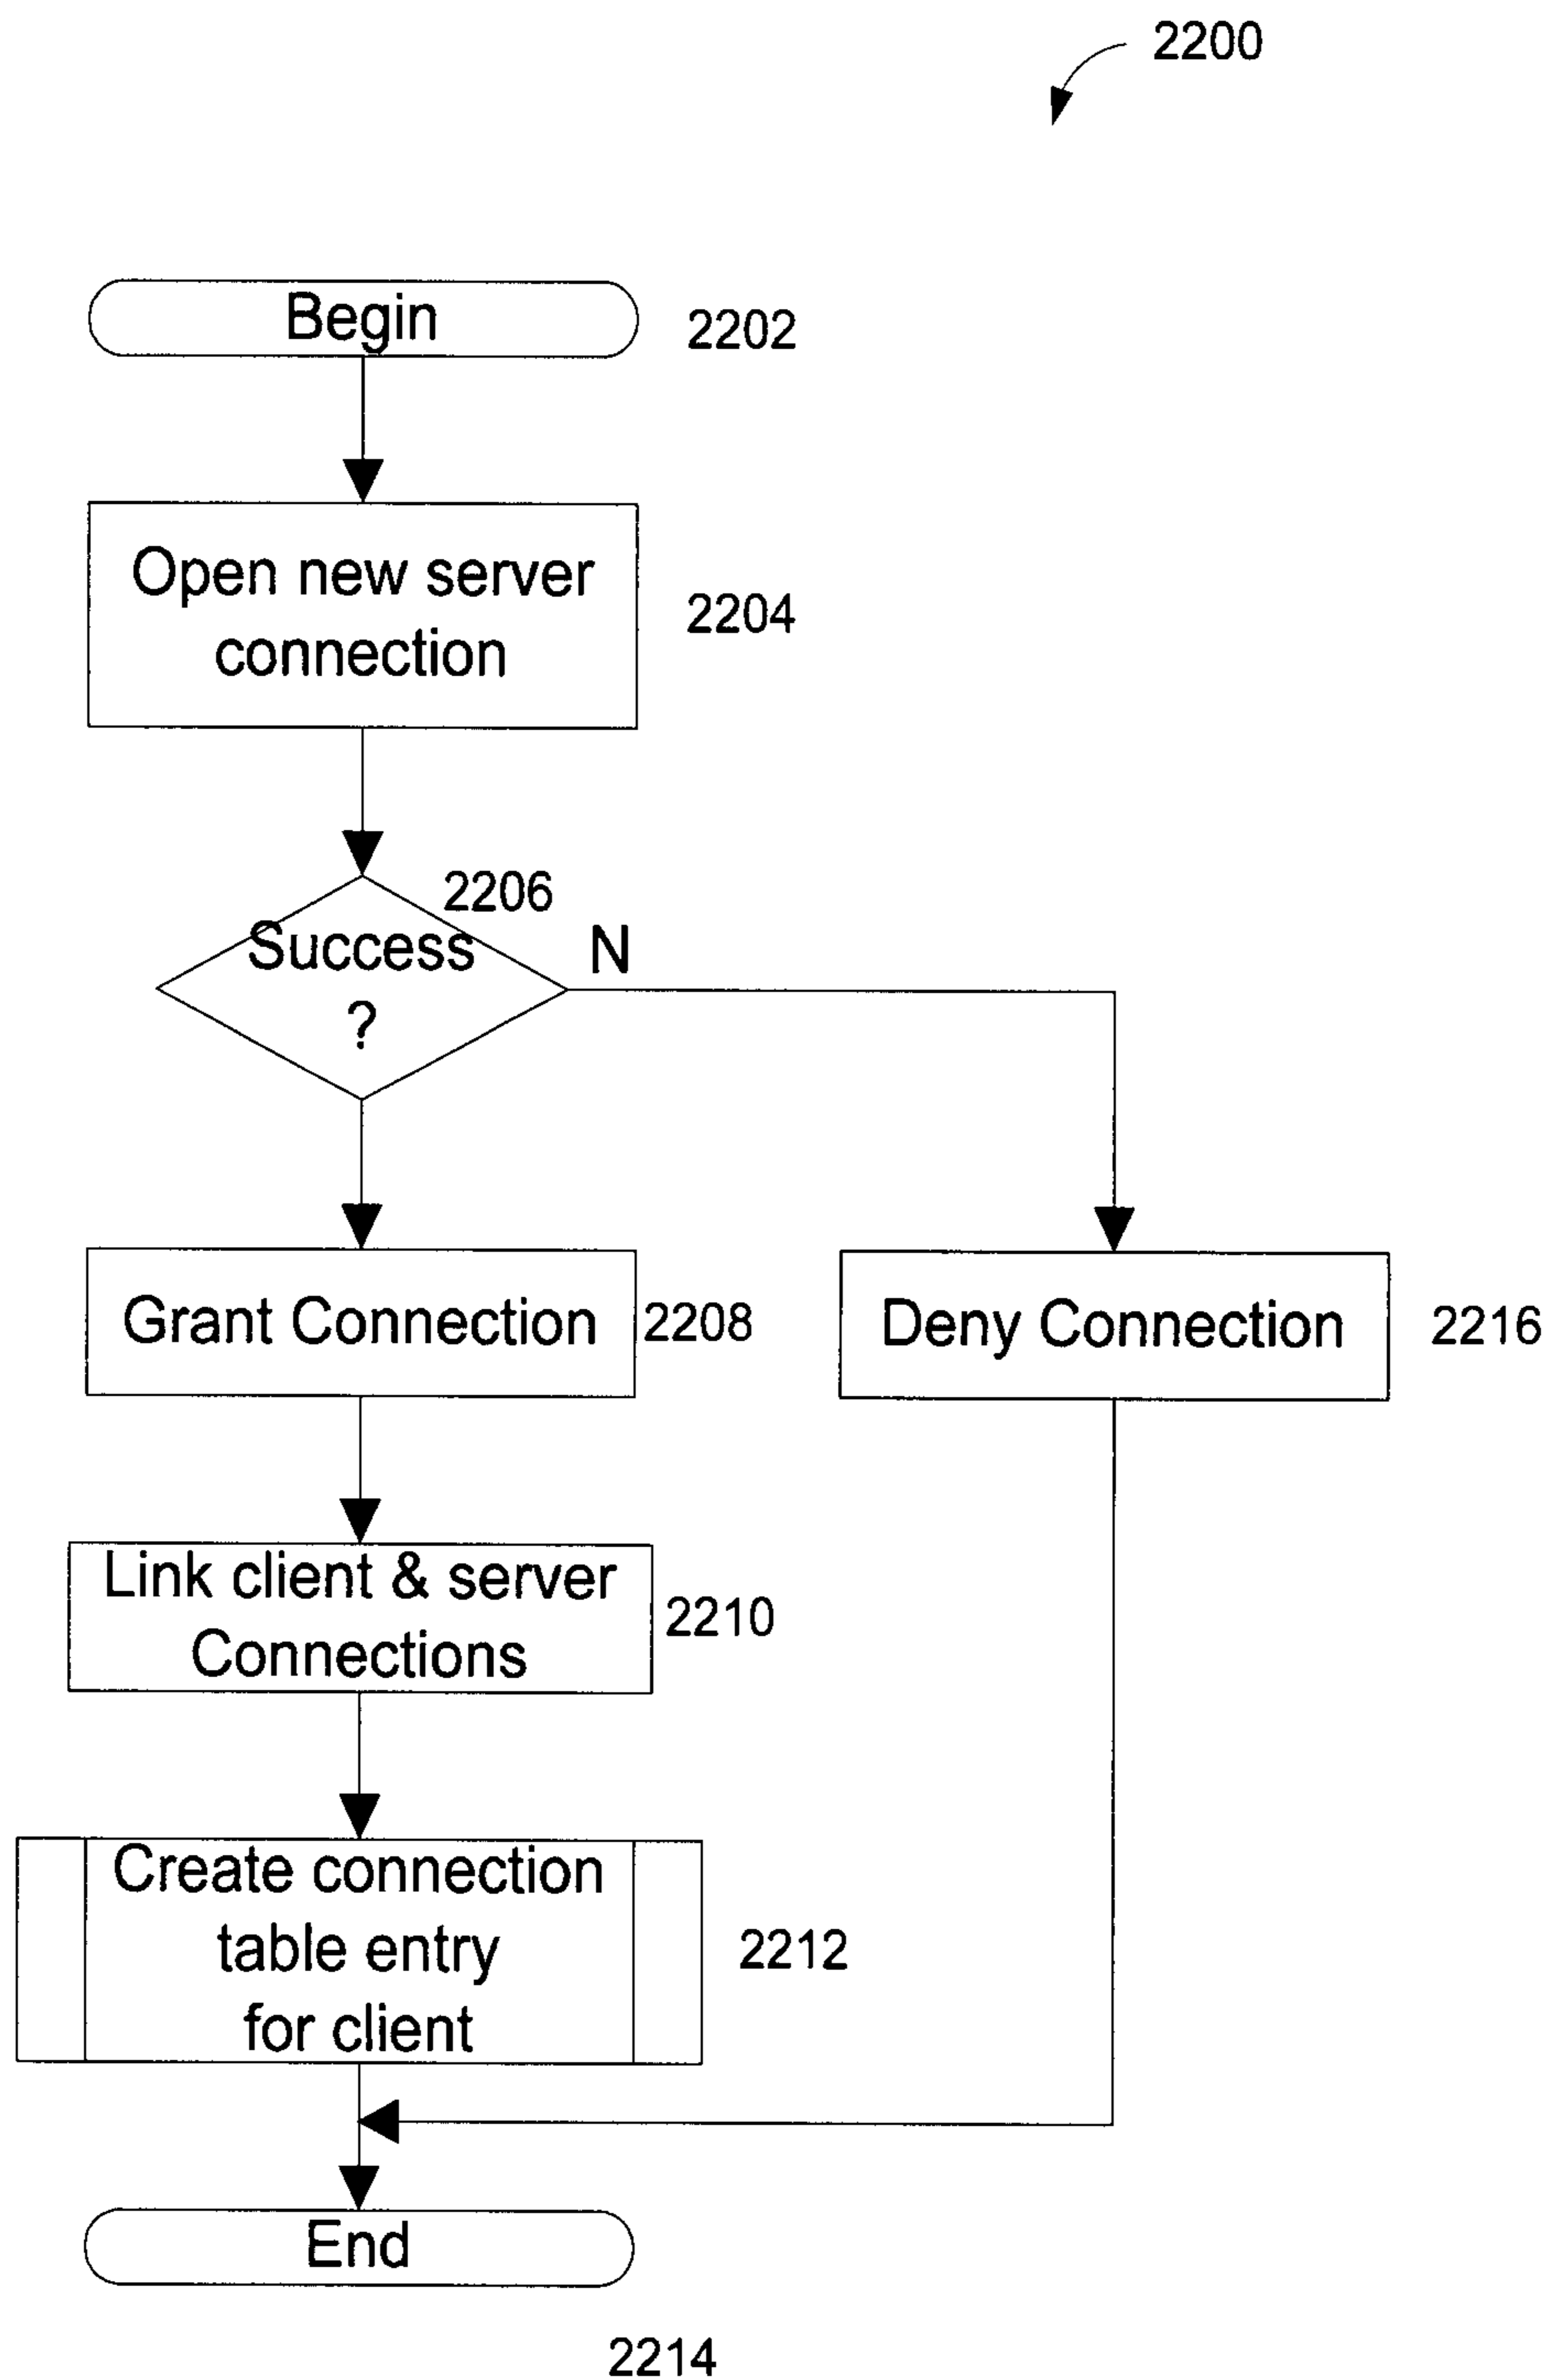 2200
Begin
2202
Open new server
connection
2204
2206
Success
?
N
Grant Connection
2208
Deny Connection
2216
Link client & server
Connections
2210
Create connection
table entry
for client
2212
End
2214